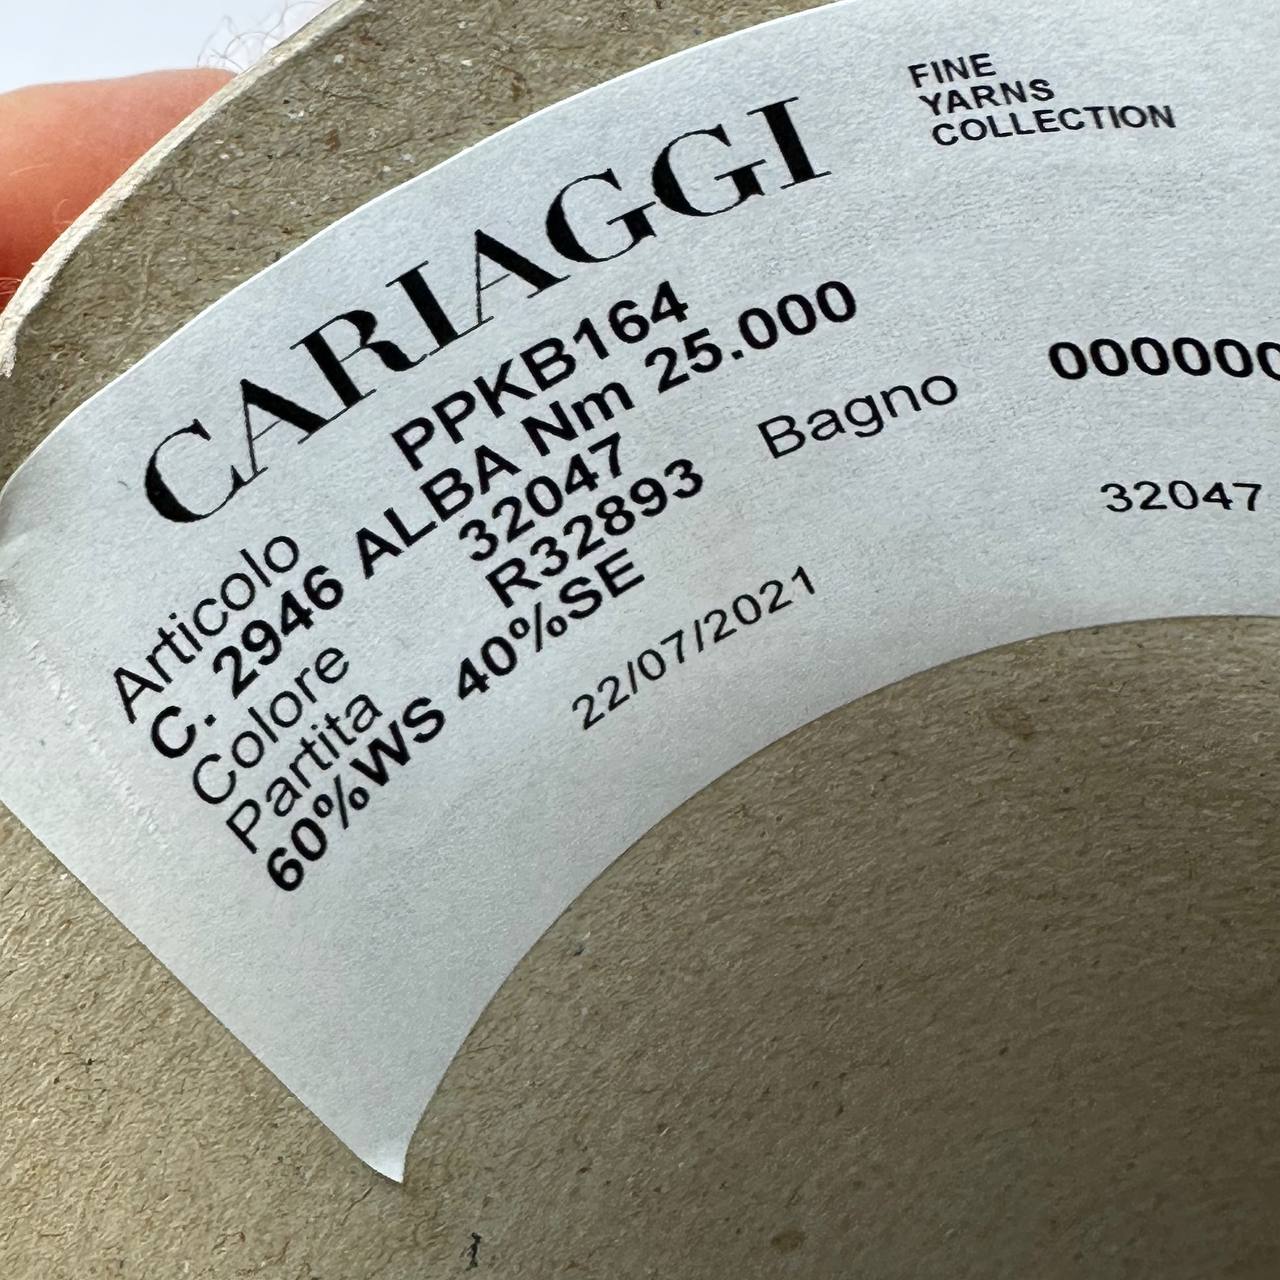 CARIAGGI
FINE
YARNS
COLLECTION
Articolo PPKB164
C. 2946 ALBA Nm 25.000
Colore 32047 Bagno 000000
Partita R32893 32047
60%WS 40%SE
22/07/2021